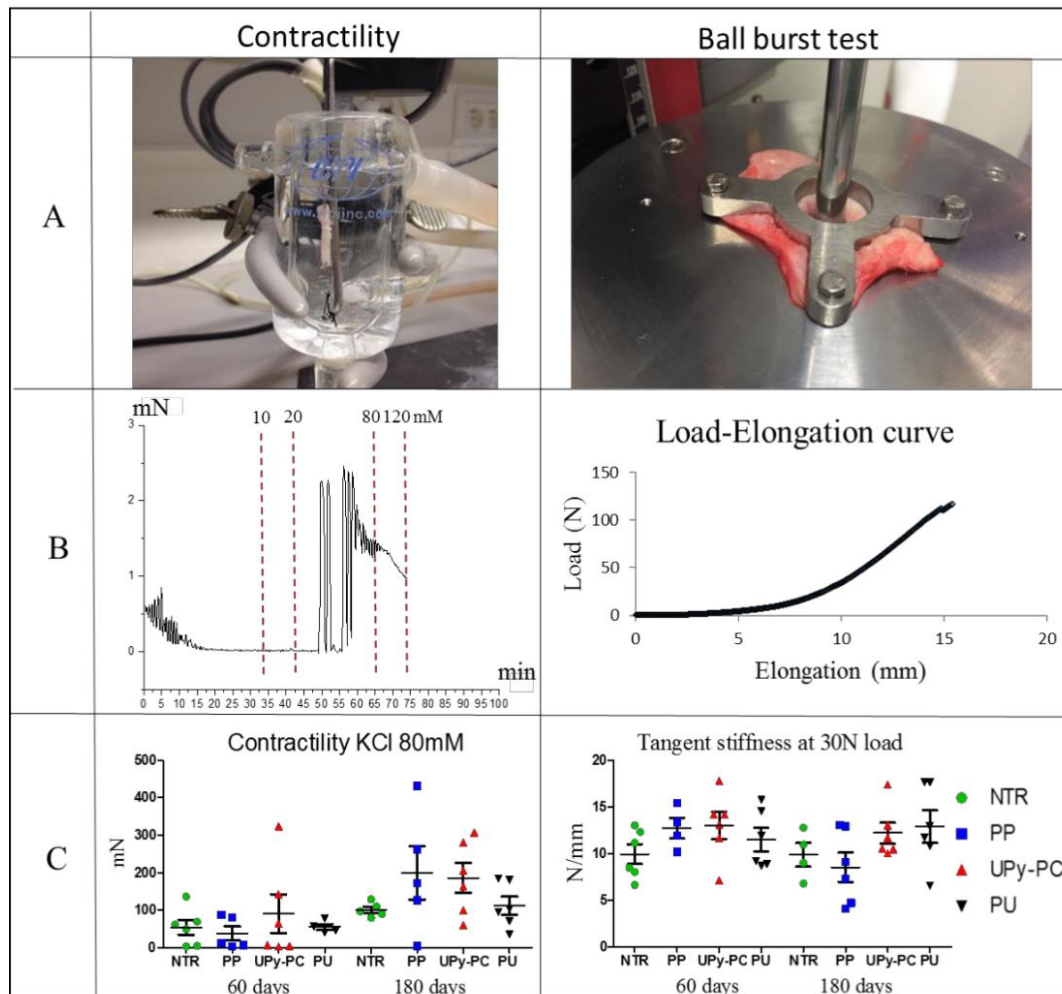 Contractility
Ball burst test
A
www.
B
mN
10 20 80 120 mM
3
2
1
0
0 5 10 15 20 25 30 35 40 45 50 55 60 65 70 75 80 85 90 95 100
min
Load-Elongation curve
Load (N)
150
100
50
0
0 5 10 15 20
Elongation (mm)
C
Contractility KCl 80mM
mN
500
400
300
200
100
0
NTR PP UPy-PC PU NTR PP UPy-PC PU
60 days 180 days
Tangent stiffness at 30N load
N/mm
20
15
10
5
0
NTR PP UPy-PC PU NTR PP UPy-PC PU
60 days 180 days
NTR
PP
UPy-PC
PU